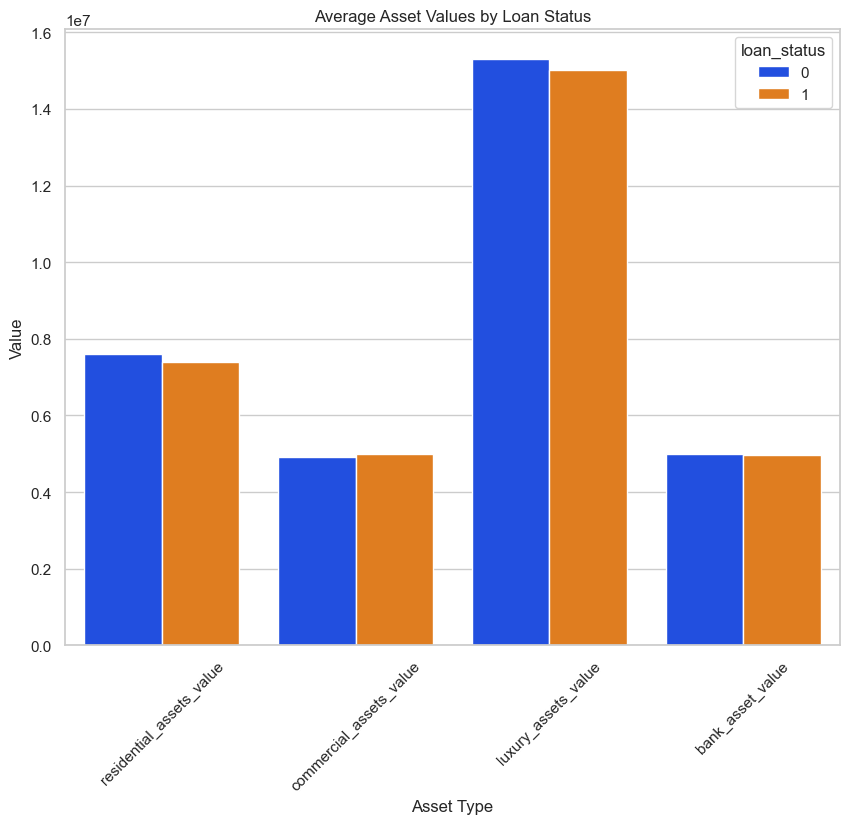 Average Asset Values by Loan Status
1e7
1.6
1.4
1.2
1.0
0.8
0.6
0.4
0.2
0.0
Value
loan_status
0
1
residential_assets_value
commercial_assets_value
luxury_assets_value
bank_asset_value
Asset Type